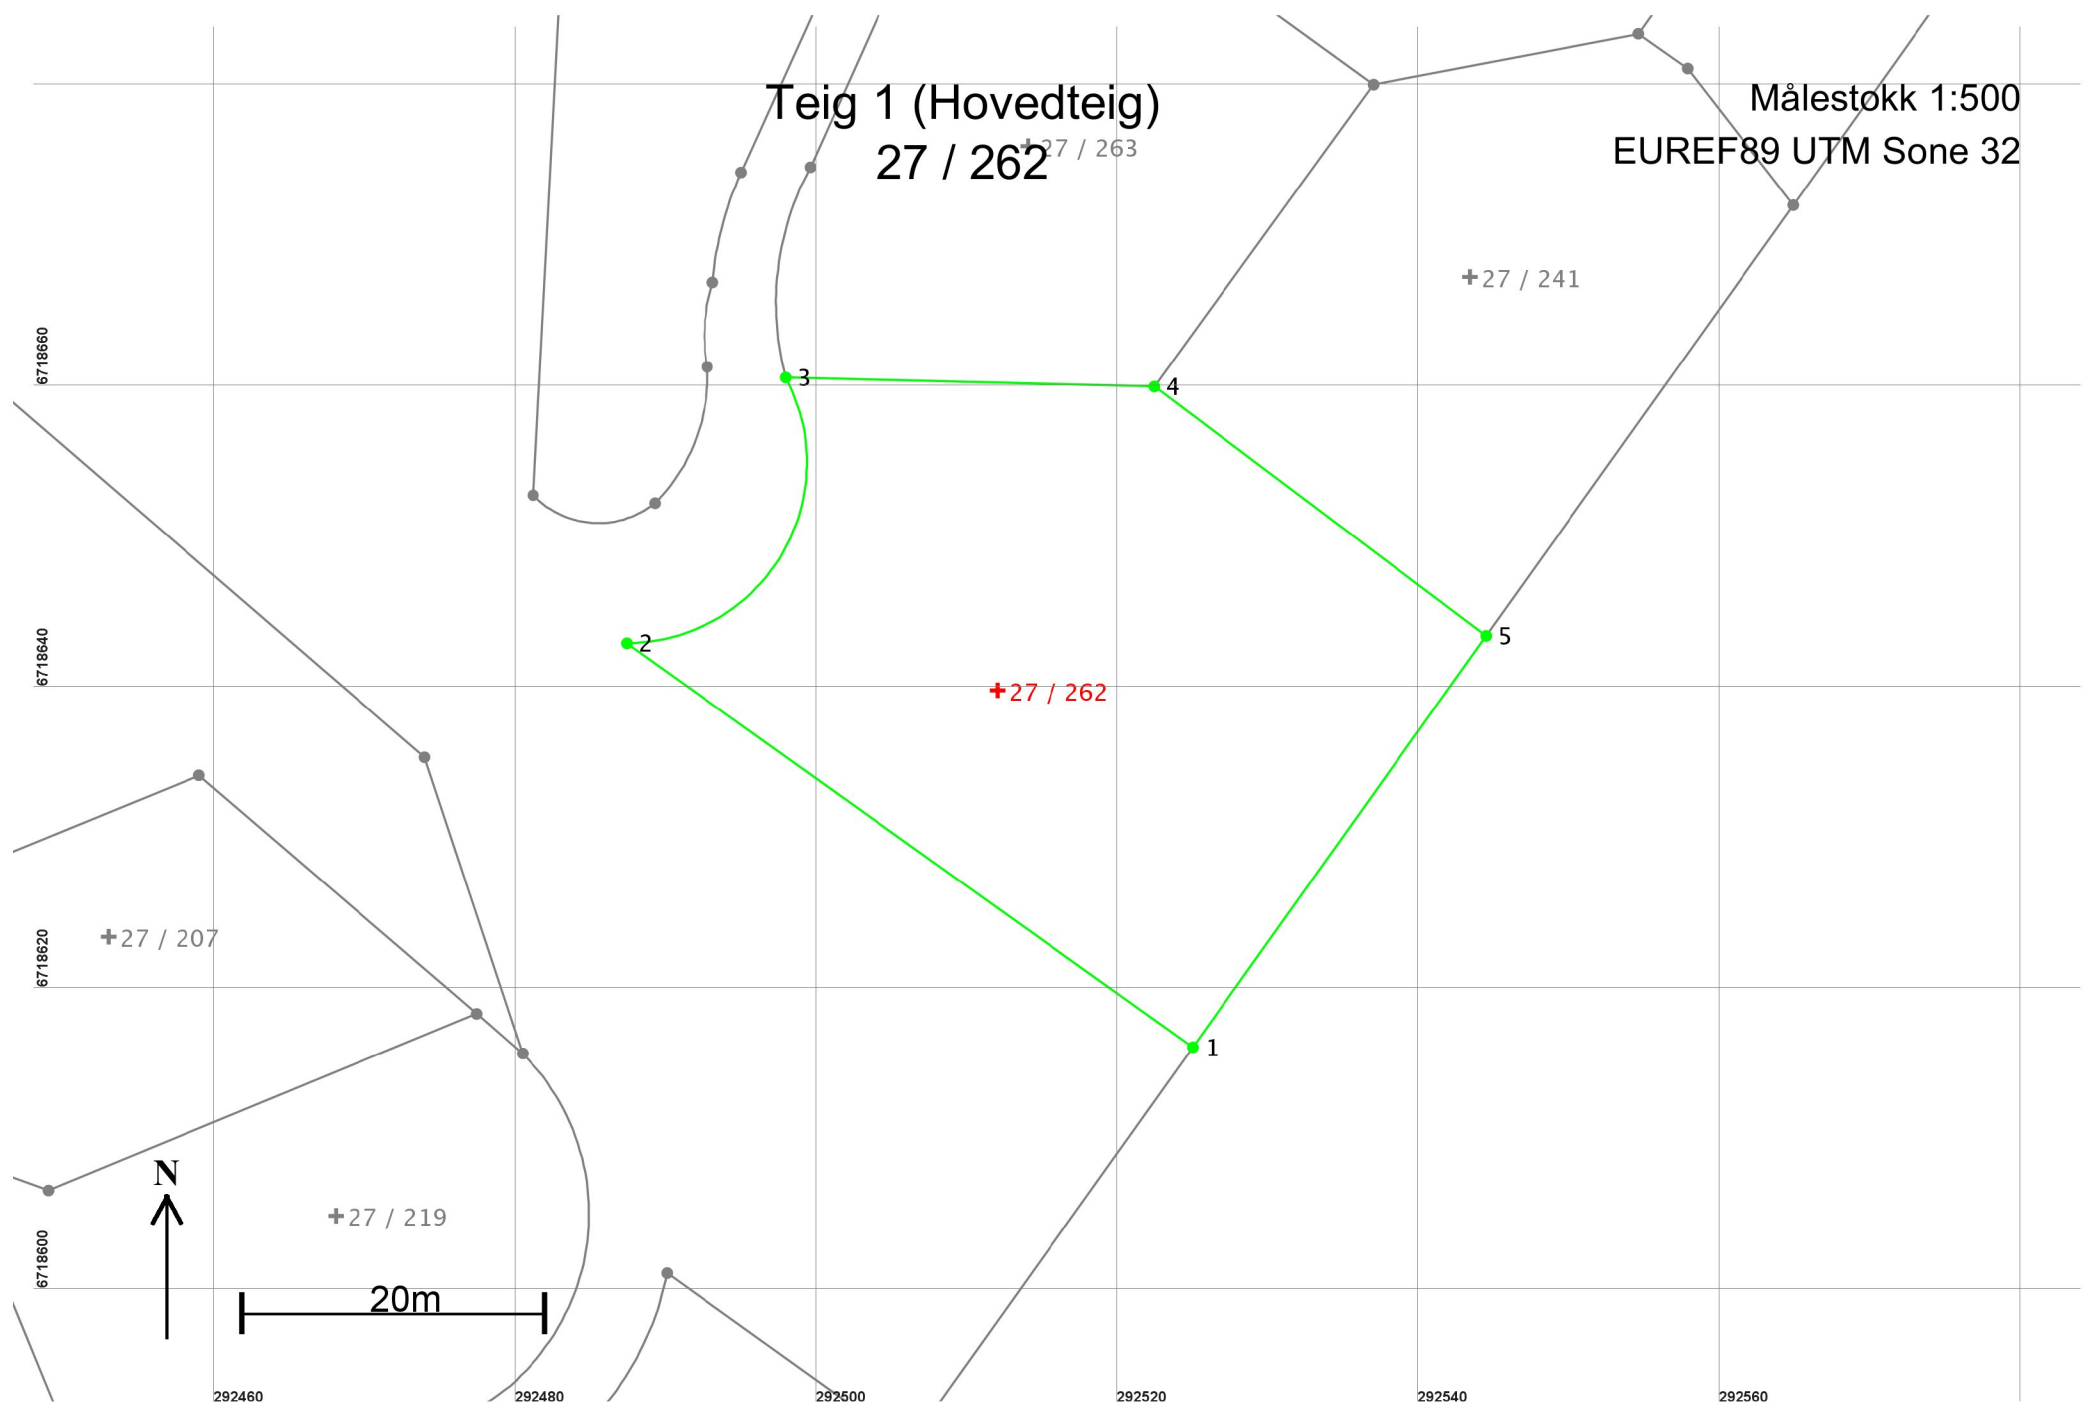 Teig 1 (Hovedteig)
27 / 262
Målestokk 1:500
EUREF89 UTM Sone 32
27 / 263
27 / 241
6718660
3
4
6718640
2
5
27 / 262
6718620
27 / 207
1
N
27 / 219
6718600
20m
292460
292480
292500
292520
292540
292560